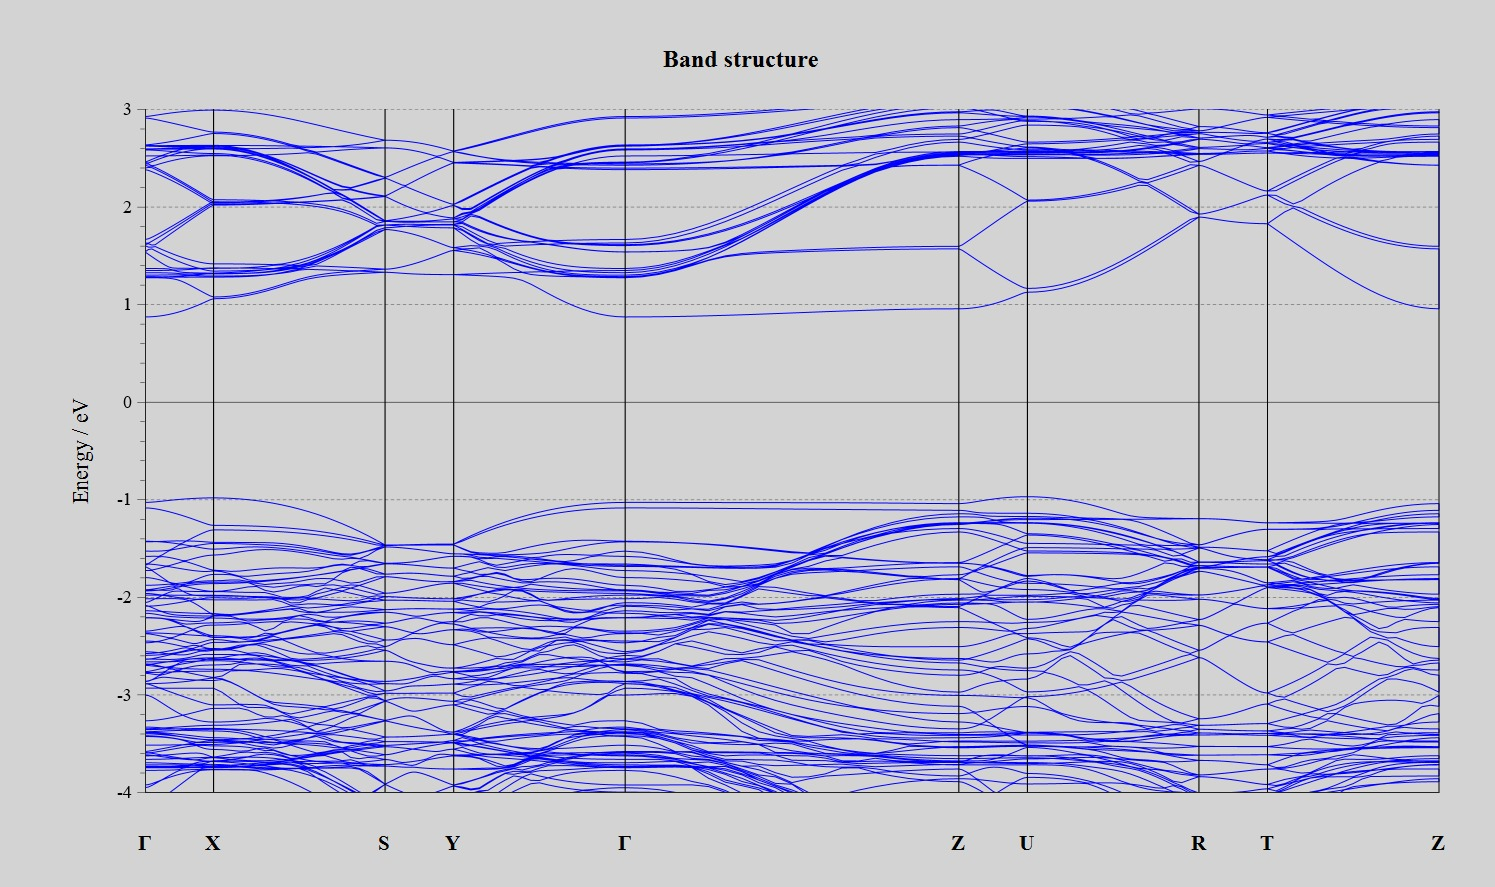 Band structure
3
2
1
0
-1
-2
-3
-4
Energy / eV
Γ X S Y Γ Z U R T Z